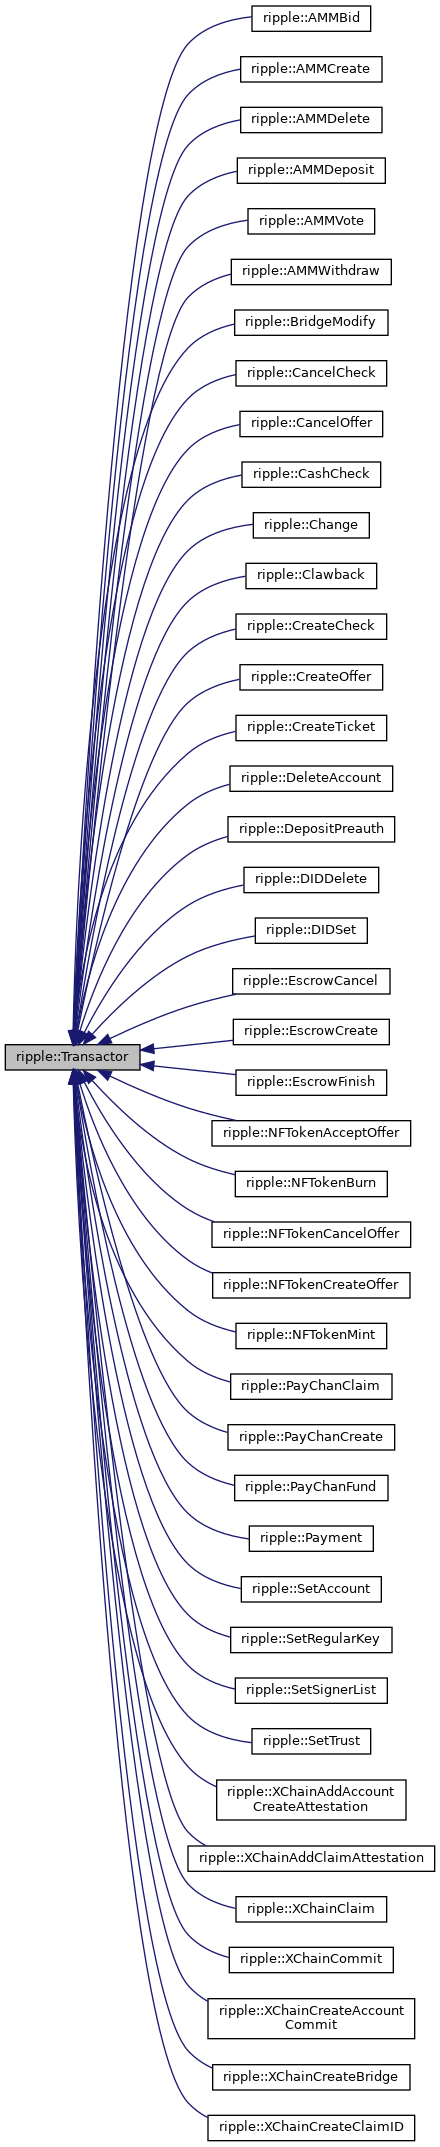 ripple::AMMBid
ripple::AMMCreate
ripple::AMMDelete
ripple::AMMDeposit
ripple::AMMVote
ripple::AMMWithdraw
ripple::BridgeModify
ripple::CancelCheck
ripple::CancelOffer
ripple::CashCheck
ripple::Change
ripple::Clawback
ripple::CreateCheck
ripple::CreateOffer
ripple::CreateTicket
ripple::DeleteAccount
ripple::DepositPreauth
ripple::DIDDelete
ripple::DIDSet
ripple::EscrowCancel
ripple::EscrowCreate
ripple::Transactor
ripple::EscrowFinish
ripple::NFTokenAcceptOffer
ripple::NFTokenBurn
ripple::NFTokenCancelOffer
ripple::NFTokenCreateOffer
ripple::NFTokenMint
ripple::PayChanClaim
ripple::PayChanCreate
ripple::PayChanFund
ripple::Payment
ripple::SetAccount
ripple::SetRegularKey
ripple::SetSignerList
ripple::SetTrust
ripple::XChainAddAccount
CreateAttestation
ripple::XChainAddClaimAttestation
ripple::XChainClaim
ripple::XChainCommit
ripple::XChainCreateAccount
Commit
ripple::XChainCreateBridge
ripple::XChainCreateClaimID